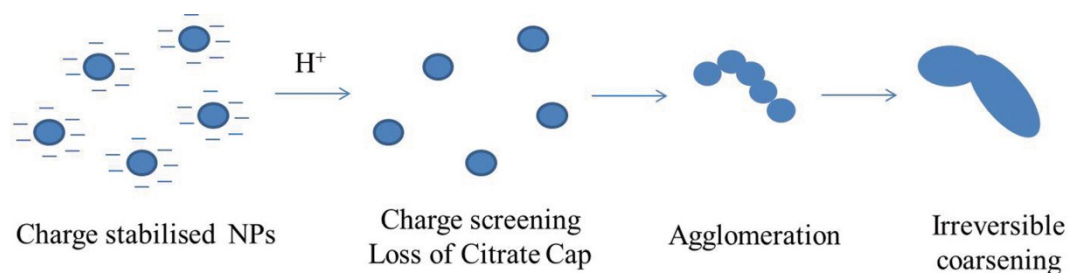 H⁺
Charge stabilised NPs
Charge screening
Loss of Citrate Cap
Agglomeration
Irreversible
coarsening